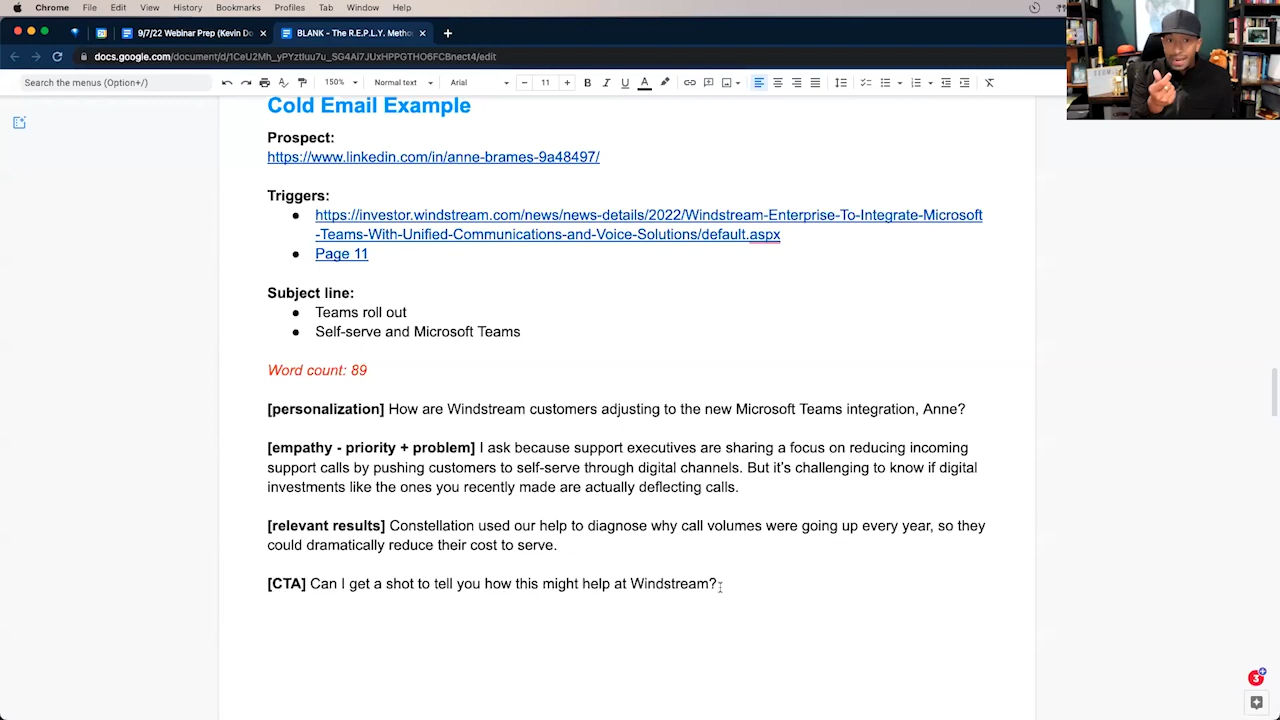 Chrome File Edit View History Bookmarks Profiles Tab Window Help
9/7/22 Webinar Prep (Kevin Do × BLANK - The R.E.P.L.Y. Metho × +
docs.google.com/document/d/1CeU2Mh_yPYztIuu7u_SG4Ai7JUxHPPGTHO6FCBnect4/edit
Search the menus (Option+/) 150% Normal text Arial − 11 + B I U A
Cold Email Example
Prospect:
https://www.linkedin.com/in/anne-brames-9a48497/
Triggers:
● https://investor.windstream.com/news/news-details/2022/Windstream-Enterprise-To-Integrate-Microsoft
-Teams-With-Unified-Communications-and-Voice-Solutions/default.aspx
● Page 11
Subject line:
● Teams roll out
● Self-serve and Microsoft Teams
Word count: 89
[personalization] How are Windstream customers adjusting to the new Microsoft Teams integration, Anne?
[empathy - priority + problem] I ask because support executives are sharing a focus on reducing incoming
support calls by pushing customers to self-serve through digital channels. But it's challenging to know if digital
investments like the ones you recently made are actually deflecting calls.
[relevant results] Constellation used our help to diagnose why call volumes were going up every year, so they
could dramatically reduce their cost to serve.
[CTA] Can I get a shot to tell you how this might help at Windstream?
3